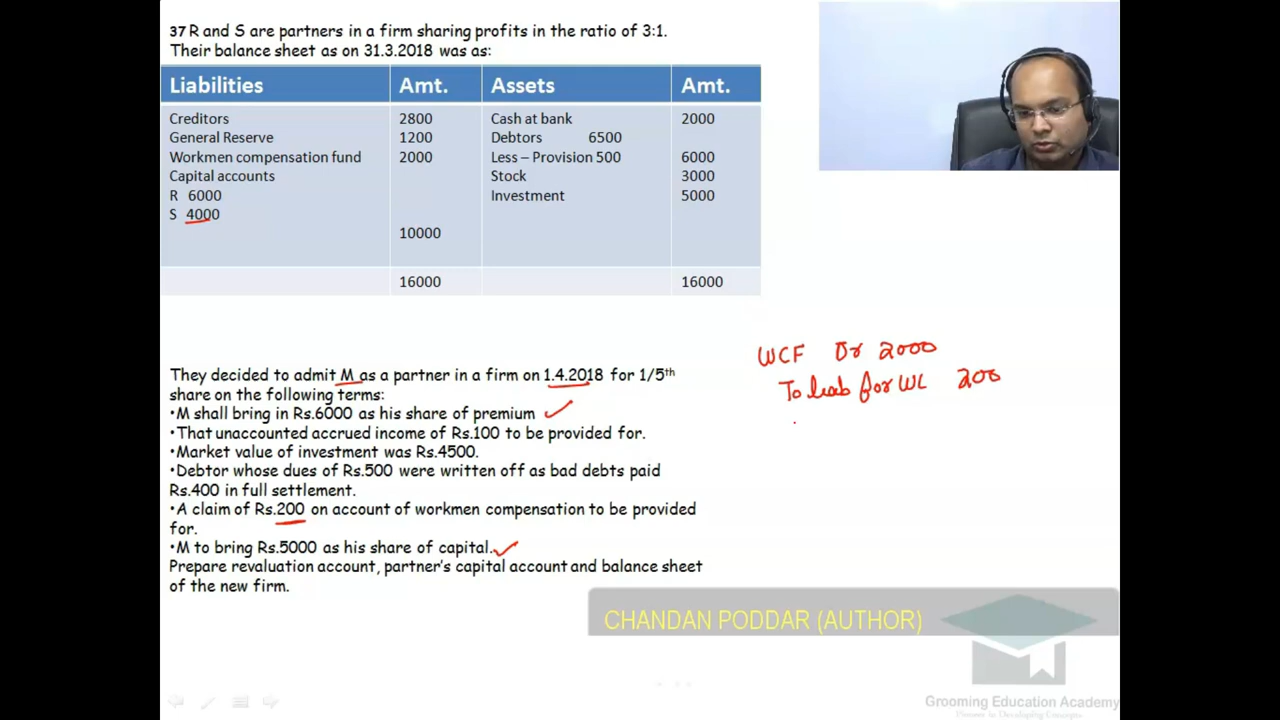 37 R and S are partners in a firm sharing profits in the ratio of 3:1.
Their balance sheet as on 31.3.2018 was as:
Liabilities Amt. Assets Amt.
Creditors 2800 Cash at bank 2000
General Reserve 1200 Debtors 6500
Workmen compensation fund 2000 Less – Provision 500 6000
Capital accounts Stock 3000
R 6000 Investment 5000
S 4000
10000
16000 16000
They decided to admit M as a partner in a firm on 1.4.2018 for 1/5th
share on the following terms:
•M shall bring in Rs.6000 as his share of premium
•That unaccounted accrued income of Rs.100 to be provided for.
•Market value of investment was Rs.4500.
•Debtor whose dues of Rs.500 were written off as bad debts paid
Rs.400 in full settlement.
•A claim of Rs.200 on account of workmen compensation to be provided
for.
•M to bring Rs.5000 as his share of capital.
Prepare revaluation account, partner's capital account and balance sheet
of the new firm.
WCF Dr 2000
To liab for WC 200
CHANDAN PODDAR (AUTHOR)
Grooming Education Academy
Pioneer in Developing Concepts